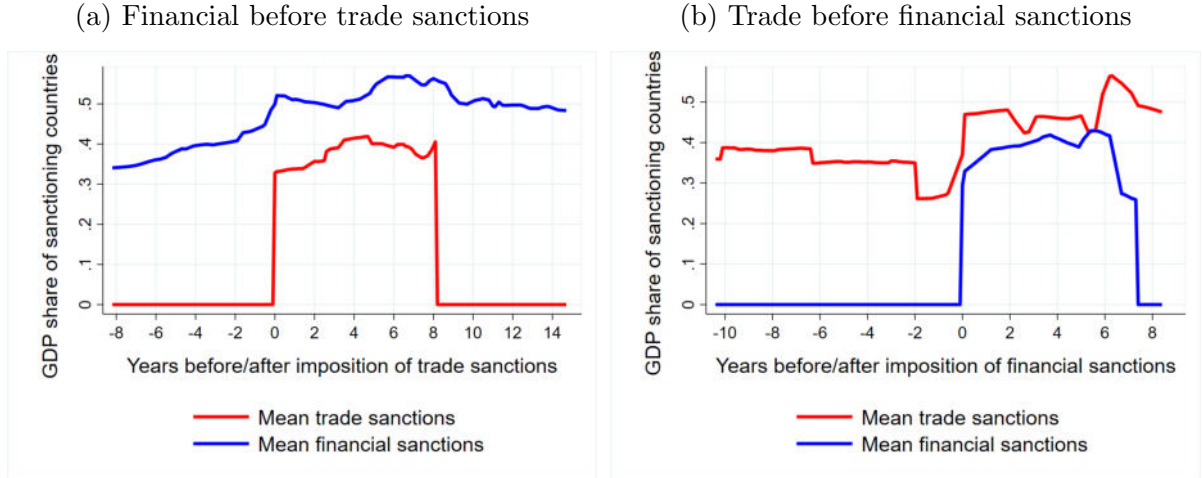 (a) Financial before trade sanctions
GDP share of sanctioning countries
.5
.4
.3
.2
.1
0
-8 -6 -4 -2 0 2 4 6 8 10 12 14
Years before/after imposition of trade sanctions
Mean trade sanctions
Mean financial sanctions
(b) Trade before financial sanctions
GDP share of sanctioning countries
.5
.4
.3
.2
.1
0
-10 -8 -6 -4 -2 0 2 4 6 8
Years before/after imposition of financial sanctions
Mean trade sanctions
Mean financial sanctions